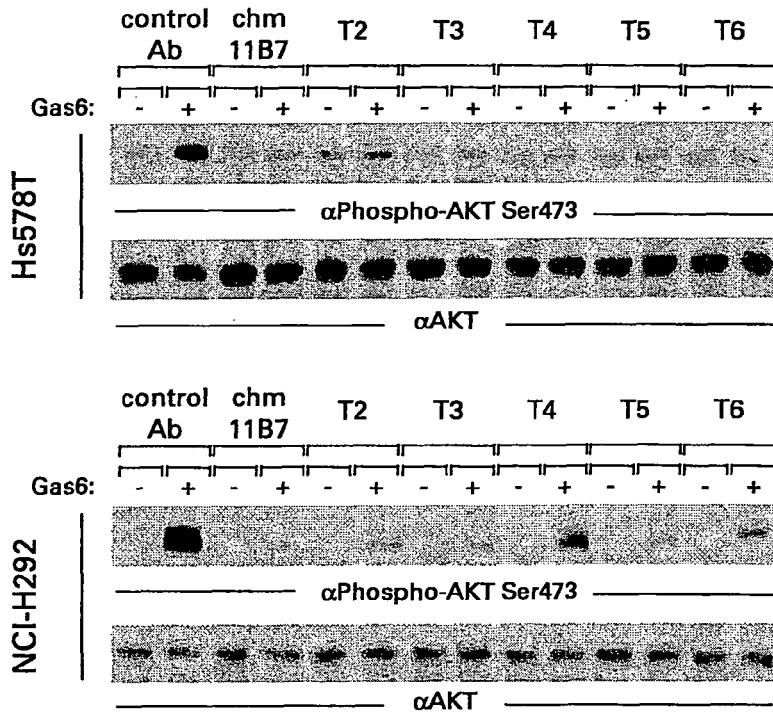 control Ab chm 11B7 T2 T3 T4 T5 T6
Gas6: - + - + - + - + - + - + - +
Hs578T
αPhospho-AKT Ser473
αAKT
control Ab chm 11B7 T2 T3 T4 T5 T6
Gas6: - + - + - + - + - + - + - +
NCI-H292
αPhospho-AKT Ser473
αAKT